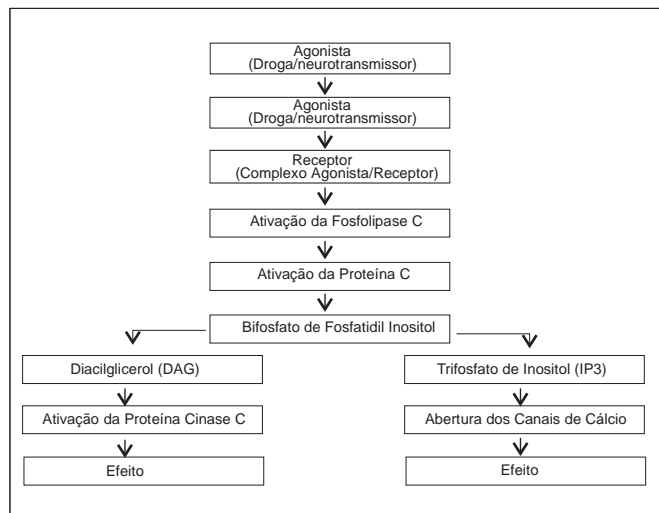 Agonista
(Droga/neurotransmissor)
Agonista
(Droga/neurotransmissor)
Receptor
(Complexo Agonista/Receptor)
Ativação da Fosfolipase C
Ativação da Proteína C
Bifosfato de Fosfatidil Inositol
Diacilglicerol (DAG)
Trifosfato de Inositol (IP3)
Ativação da Proteína Cinase C
Abertura dos Canais de Cálcio
Efeito
Efeito